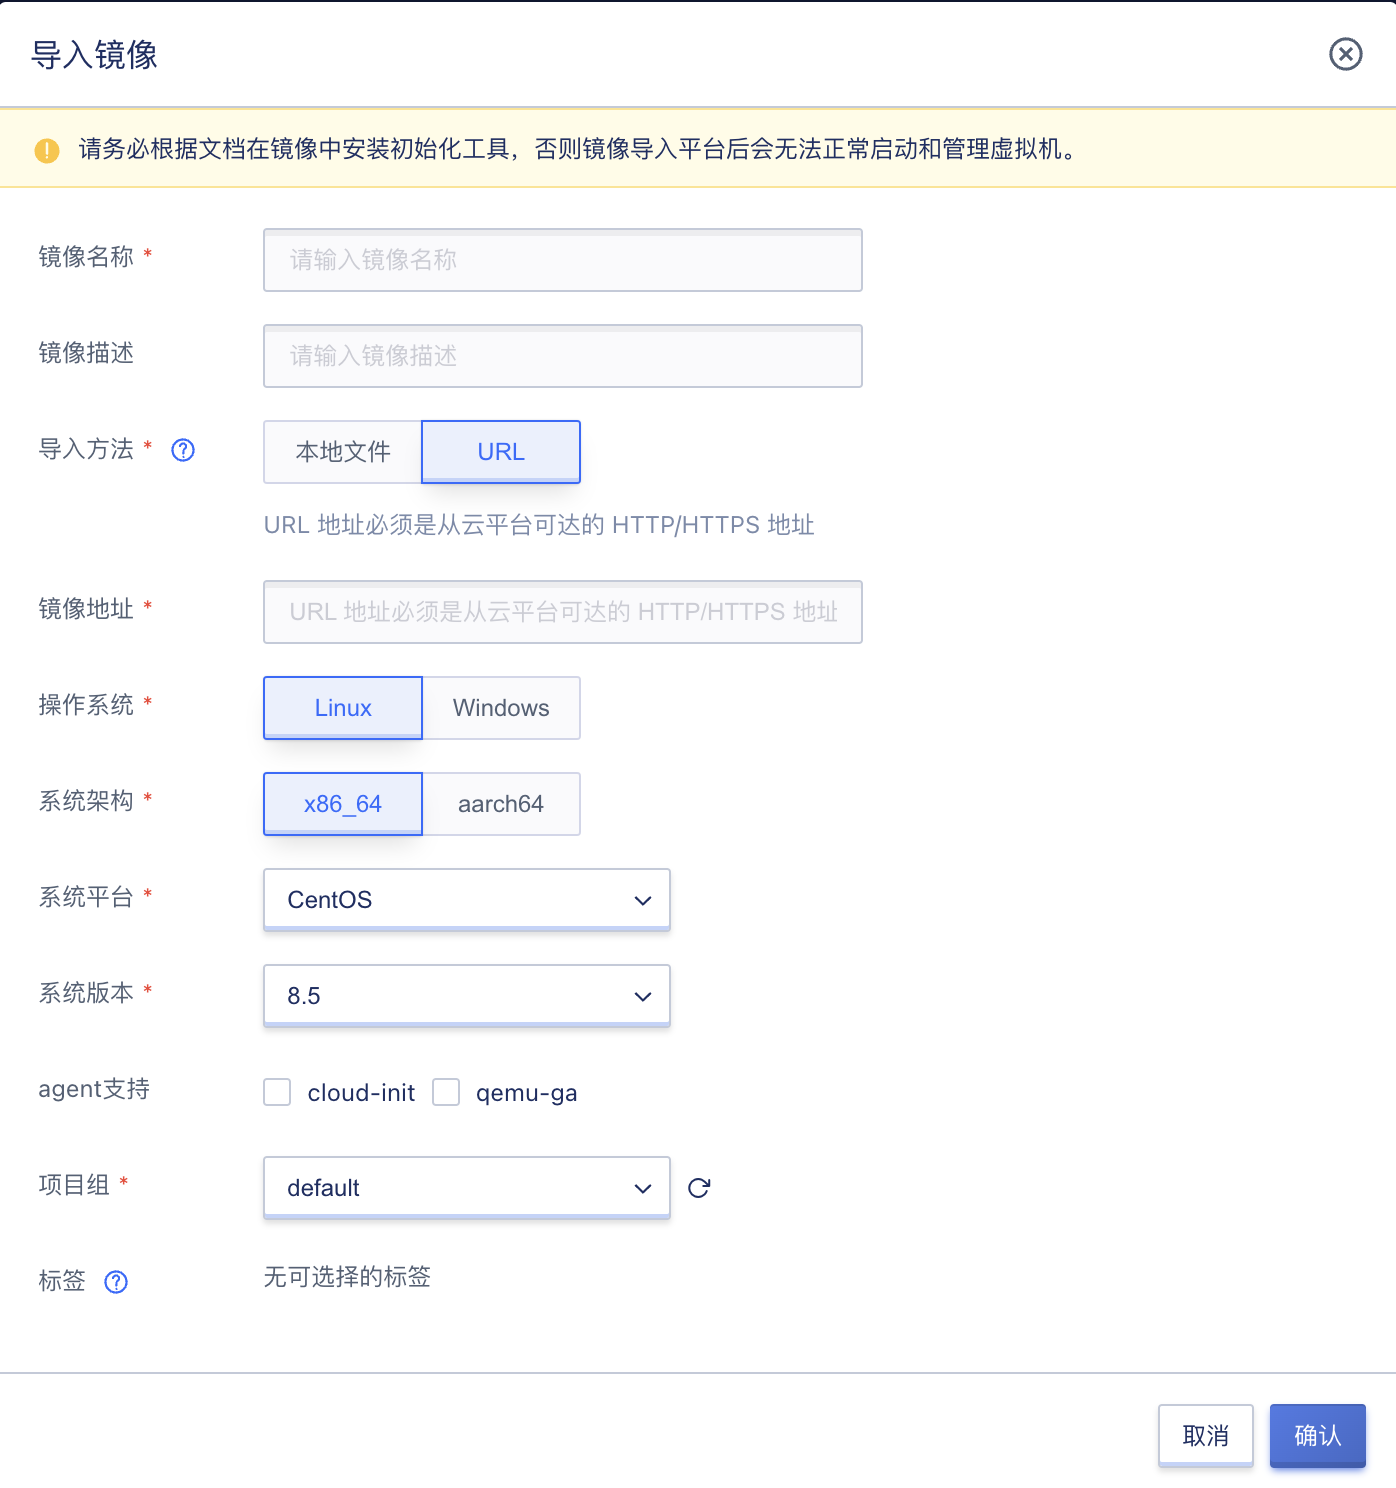 导入镜像
请务必根据文档在镜像中安装初始化工具，否则镜像导入平台后会无法正常启动和管理虚拟机。
镜像名称 * 请输入镜像名称
镜像描述 请输入镜像描述
导入方法 * 本地文件 URL
URL 地址必须是从云平台可达的 HTTP/HTTPS 地址
镜像地址 * URL 地址必须是从云平台可达的 HTTP/HTTPS 地址
操作系统 * Linux Windows
系统架构 * x86_64 aarch64
系统平台 * CentOS
系统版本 * 8.5
agent支持 cloud-init qemu-ga
项目组 * default
标签 无可选择的标签
取消 确认